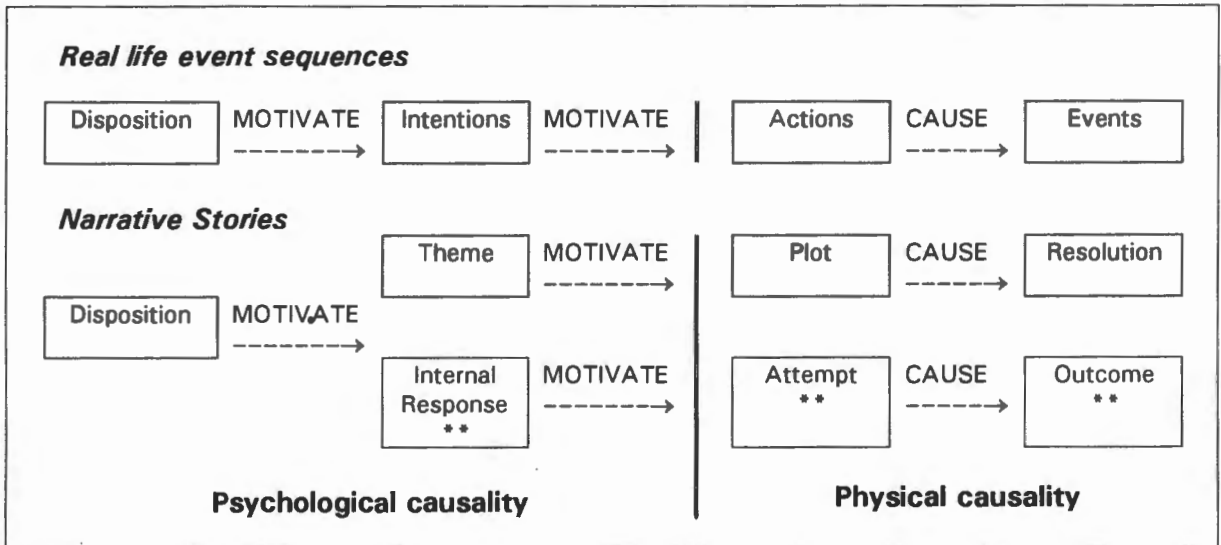 Real life event sequences
Disposition MOTIVATE Intentions MOTIVATE Actions CAUSE Events
Narrative Stories
Theme MOTIVATE Plot CAUSE Resolution
Disposition MOTIVATE
Internal Response ** MOTIVATE Attempt ** CAUSE Outcome **
Psychological causality Physical causality